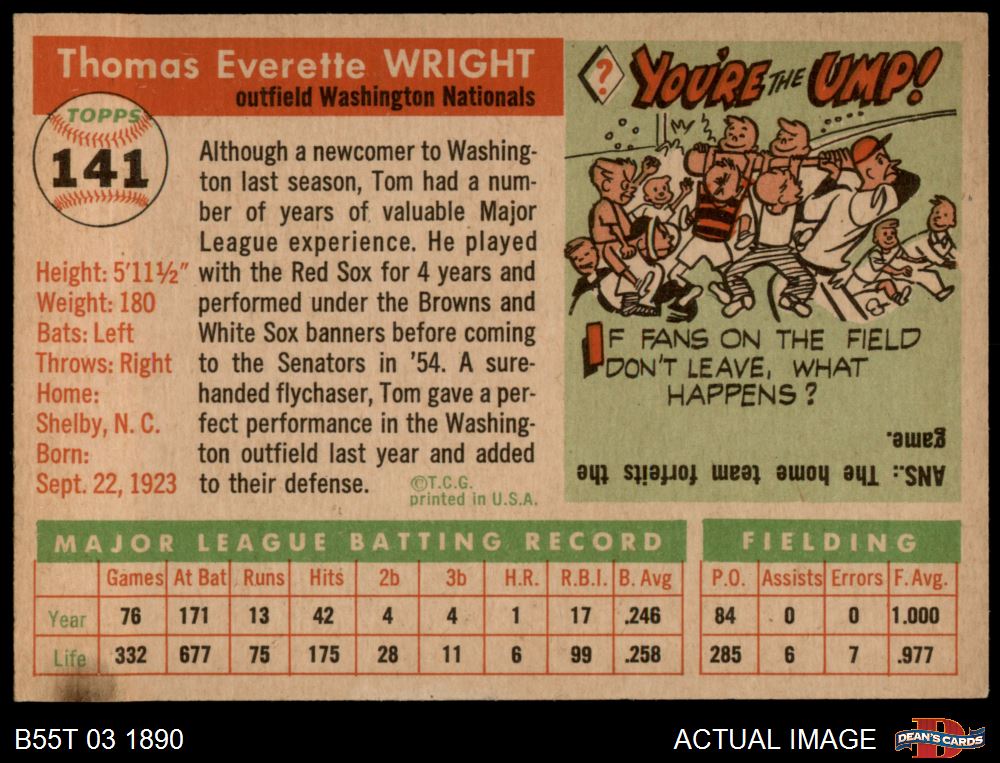 Thomas Everette WRIGHT
outfield Washington Nationals
TOPPS
141
Height: 5'11½"
Weight: 180
Bats: Left
Throws: Right
Home:
Shelby, N. C.
Born:
Sept. 22, 1923
Although a newcomer to Washing-
ton last season, Tom had a num-
ber of years of valuable Major
League experience. He played
with the Red Sox for 4 years and
performed under the Browns and
White Sox banners before coming
to the Senators in '54. A sure-
handed flychaser, Tom gave a per-
fect performance in the Washing-
ton outfield last year and added
to their defense.
©T.C.G.
printed in U.S.A.
? YOU'RE THE UMP!
IF FANS ON THE FIELD
DON'T LEAVE, WHAT
HAPPENS?
ANS.: The home team forfeits the
game.
MAJOR LEAGUE BATTING RECORD
Games At Bat Runs Hits 2b 3b H.R. R.B.I. B. Avg
Year 76 171 13 42 4 4 1 17 .246
Life 332 677 75 175 28 11 6 99 .258
FIELDING
P.O. Assists Errors F. Avg.
84 0 0 1.000
285 6 7 .977
B55T 03 1890
ACTUAL IMAGE
DEAN'S CARDS